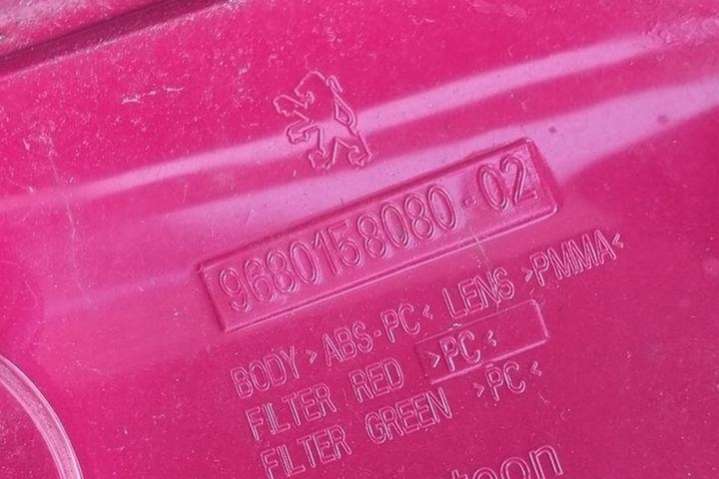 9680158080-02
BODY >ABS-PC< LENS >PMMA<
FILTER RED >PC<
FILTER GREEN >PC<